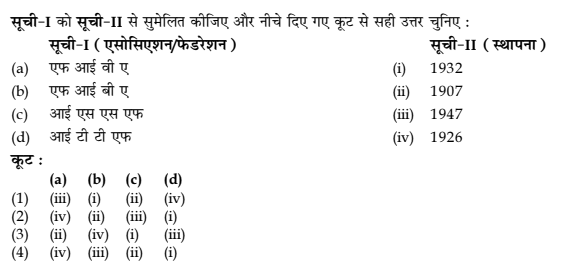 सूची-I को सूची-II से सुमेलित कीजिए और नीचे दिए गए कूट से सही उत्तर चुनिए :
सूची-I ( एसोसिएशन/फेडरेशन ) सूची-II ( स्थापना )
(a) एफ आई वी ए (i) 1932
(b) एफ आई बी ए (ii) 1907
(c) आई एस एस एफ (iii) 1947
(d) आई टी टी एफ (iv) 1926
कूट :
(a) (b) (c) (d)
(1) (iii) (i) (ii) (iv)
(2) (iv) (ii) (iii) (i)
(3) (ii) (iv) (i) (iii)
(4) (iv) (iii) (ii) (i)